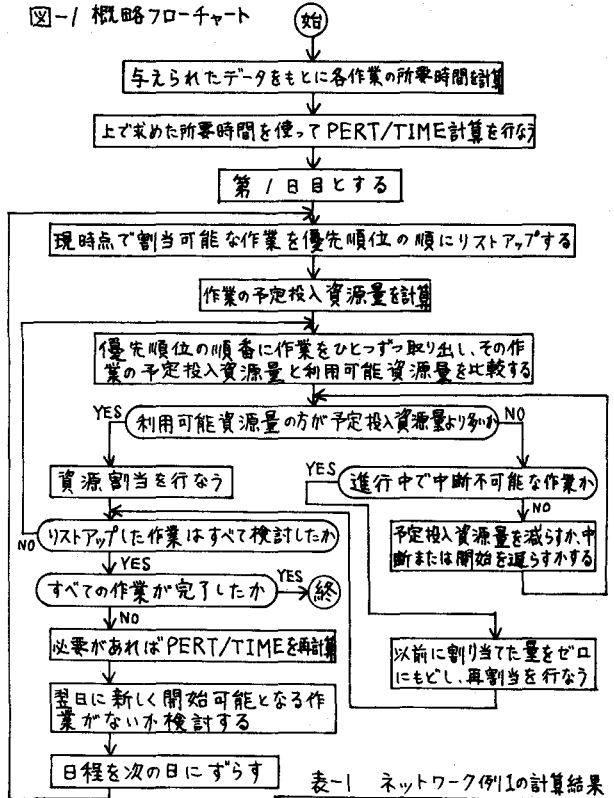 図-1 概略フローチャート
始
与えられたデータをもとに各作業の所要時間を計算
上で求めた所要時間を使ってPERT/TIME計算を行なう
第1日目とする
現時点で割当可能な作業を優先順位の順にリストアップする
作業の予定投入資源量を計算
優先順位の順番に作業をひとつずつ取り出し、その作
業の予定投入資源量と利用可能資源量を比較する
YES
利用可能資源量の方が予定投入資源量より多いか
NO
資源割当を行なう
YES
進行中で中断不可能な作業か
NO
予定投入資源量を減らすか、中
断または開始を遅らすかする
NO
リストアップした作業はすべて検討したか
YES
すべての作業が完了したか
YES
終
NO
必要があればPERT/TIMEを再計算
以前に割り当てた量をゼロ
にもどし、再割当を行なう
翌日に新しく開始可能となる作
業がないか検討する
日程を次の日にずらす
表-1 ネットワーク例Iの計算結果